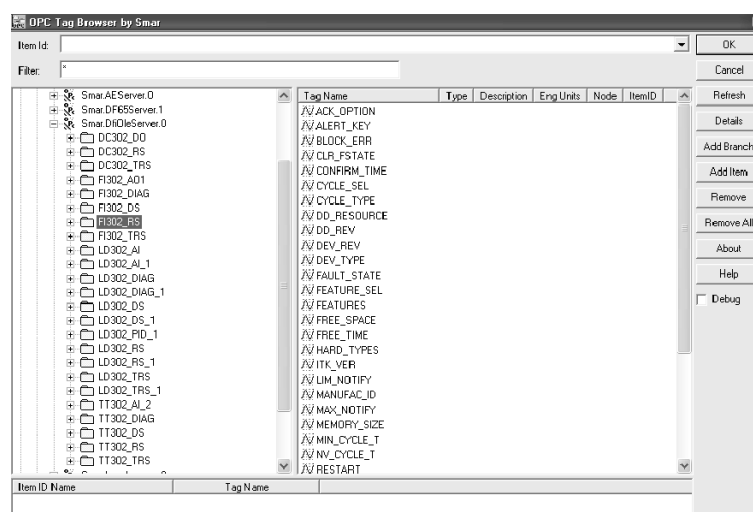 OPC Tag Browser by Smar
Item Id:
OK
Filter:
*
Cancel
Smar.AEServer.0
Smar.DF65Server.1
Smar.DfiOleServer.0
DC302_DO
DC302_RS
DC302_TRS
FI302_AO1
FI302_DIAG
FI302_DS
FI302_RS
FI302_TRS
LD302_AI
LD302_AI_1
LD302_DIAG
LD302_DIAG_1
LD302_DS
LD302_DS_1
LD302_PID_1
LD302_RS
LD302_RS_1
LD302_TRS
LD302_TRS_1
TT302_AI_2
TT302_DIAG
TT302_DS
TT302_RS
TT302_TRS
Tag Name Type Description Eng Units Node ItemID
ACK_OPTION
ALERT_KEY
BLOCK_ERR
CLR_FSTATE
CONFIRM_TIME
CYCLE_SEL
CYCLE_TYPE
DD_RESOURCE
DD_REV
DEV_REV
DEV_TYPE
FAULT_STATE
FEATURE_SEL
FEATURES
FREE_SPACE
FREE_TIME
HARD_TYPES
ITK_VER
LIM_NOTIFY
MANUFAC_ID
MAX_NOTIFY
MEMORY_SIZE
MIN_CYCLE_T
NV_CYCLE_T
RESTART
Refresh
Details
Add Branch
Add Item
Remove
Remove All
About
Help
Debug
Item ID Name Tag Name